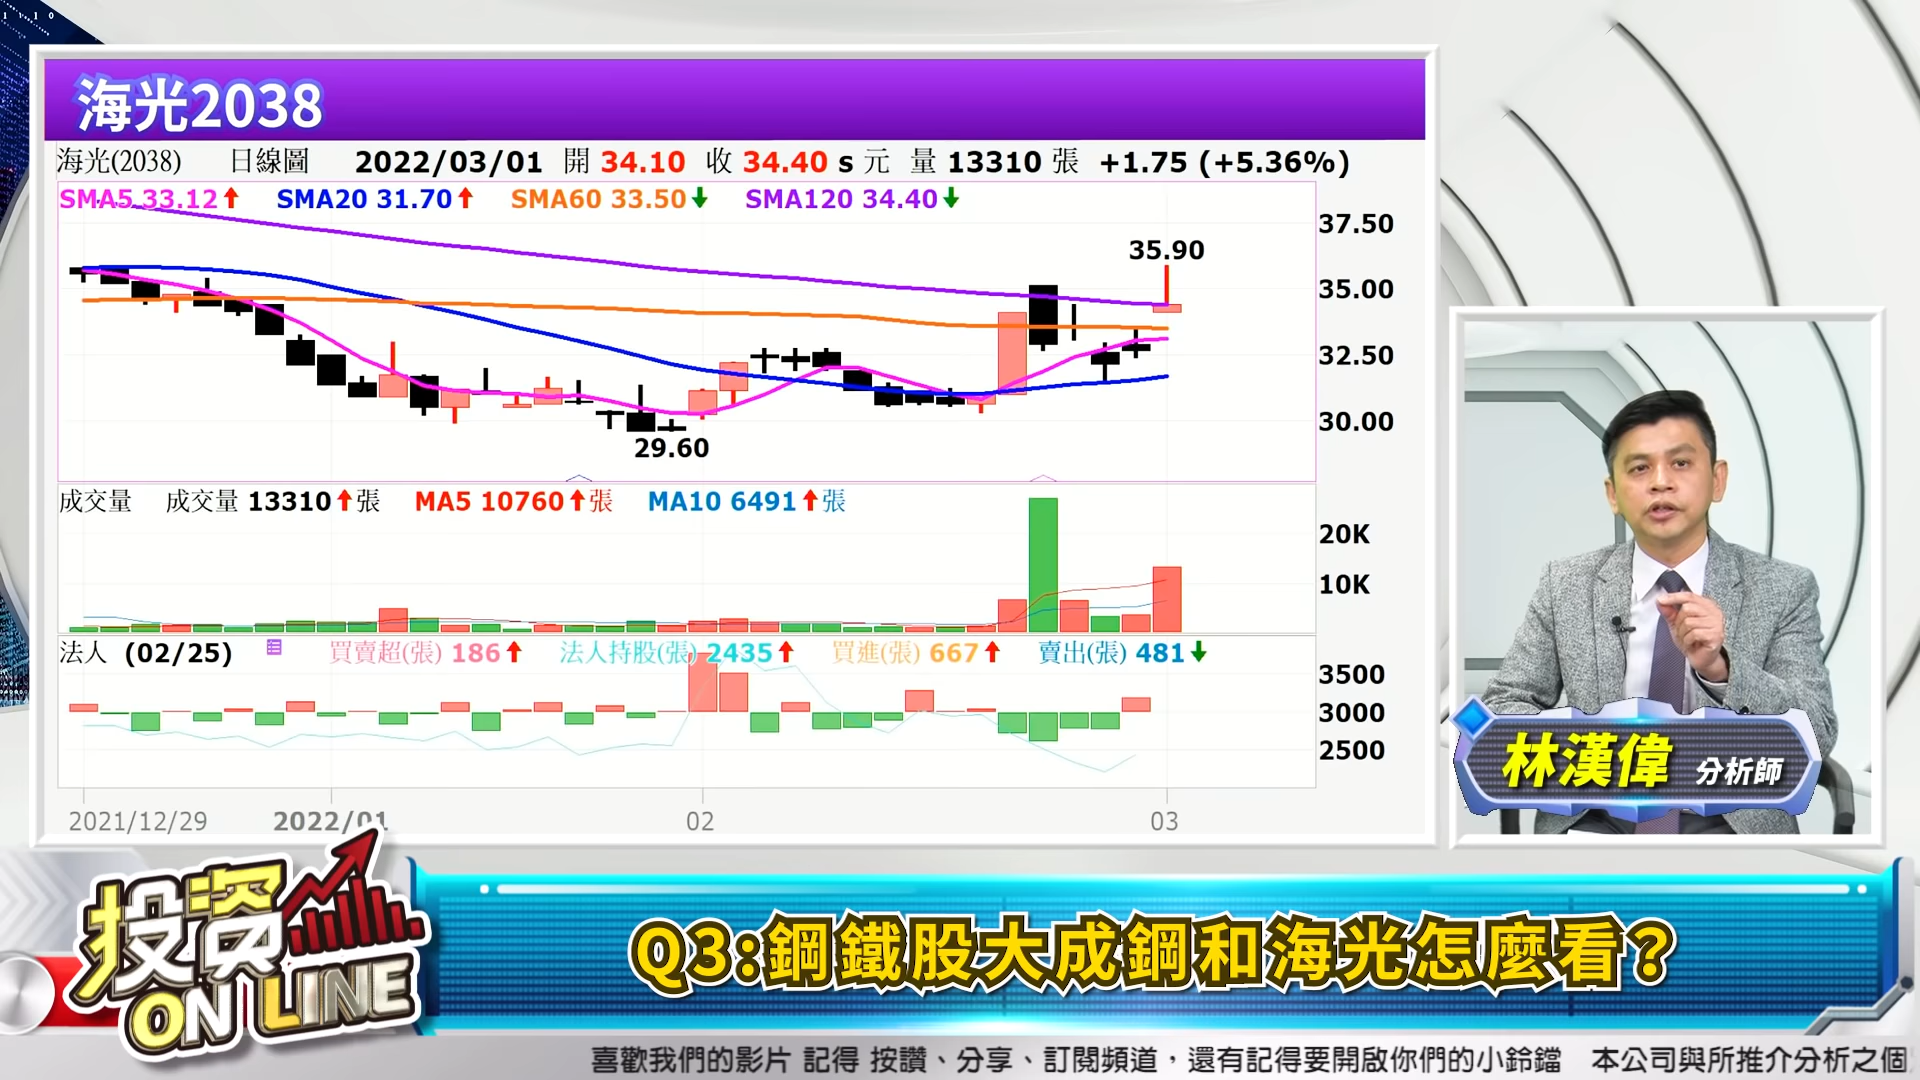 海光2038
海光(2038) 日線圖 2022/03/01 開 34.10 收 34.40 s 元 量 13310 張 +1.75 (+5.36%)
SMA5 33.12 SMA20 31.70 SMA60 33.50 SMA120 34.40
37.50
35.90
35.00
32.50
30.00
29.60
成交量 成交量 13310 張 MA5 10760 張 MA10 6491 張
20K
10K
法人 (02/25) 買賣超(張) 186 法人持股(張) 2435 買進(張) 667 賣出(張) 481
3500
3000
2500
林漢偉 分析師
2021/12/29 2022/01 02 03
投資
ON LINE
Q3:鋼鐵股大成鋼和海光怎麼看?
喜歡我們的影片 記得 按讚、分享、訂閱頻道，還有記得要開啟你們的小鈴鐺 本公司與所推介分析之個